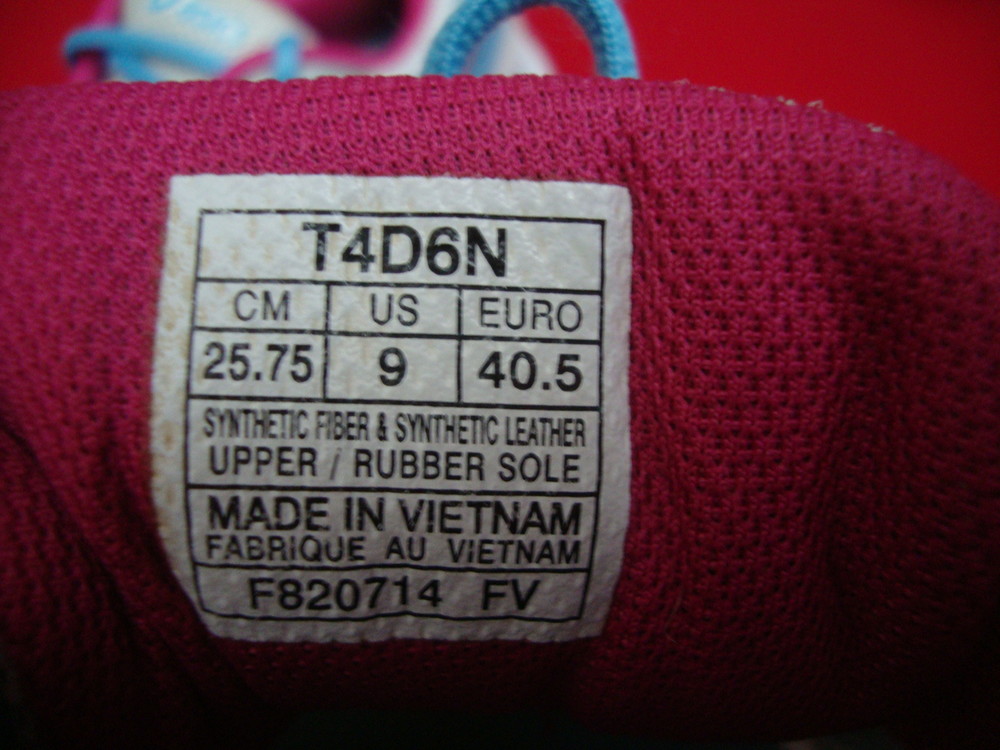 T4D6N
CM US EURO
25.75 9 40.5
SYNTHETIC FIBER & SYNTHETIC LEATHER
UPPER / RUBBER SOLE
MADE IN VIETNAM
FABRIQUE AU VIETNAM
F820714 FV